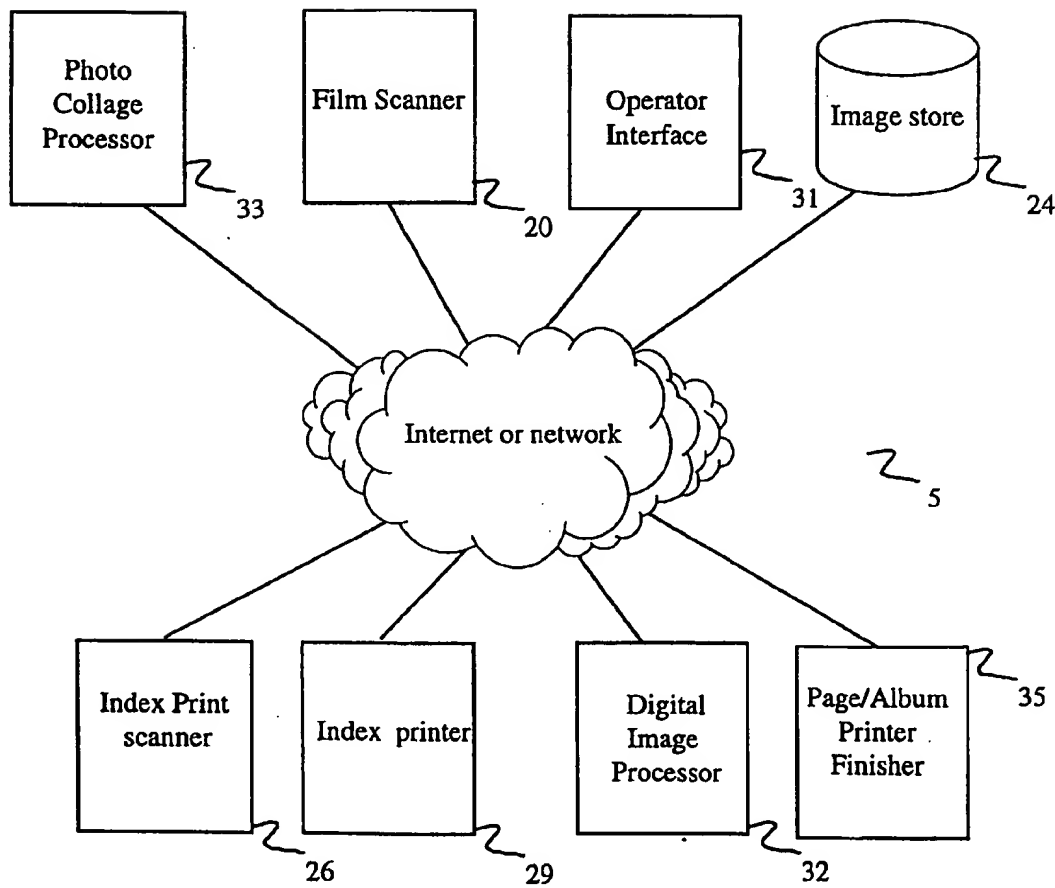 Photo
Collage
Processor
33
Film Scanner
20
Operator
Interface
31
Image store
24
Internet or network
5
Index Print
scanner
26
Index printer
29
Digital
Image
Processor
32
Page/Album
Printer
Finisher
35